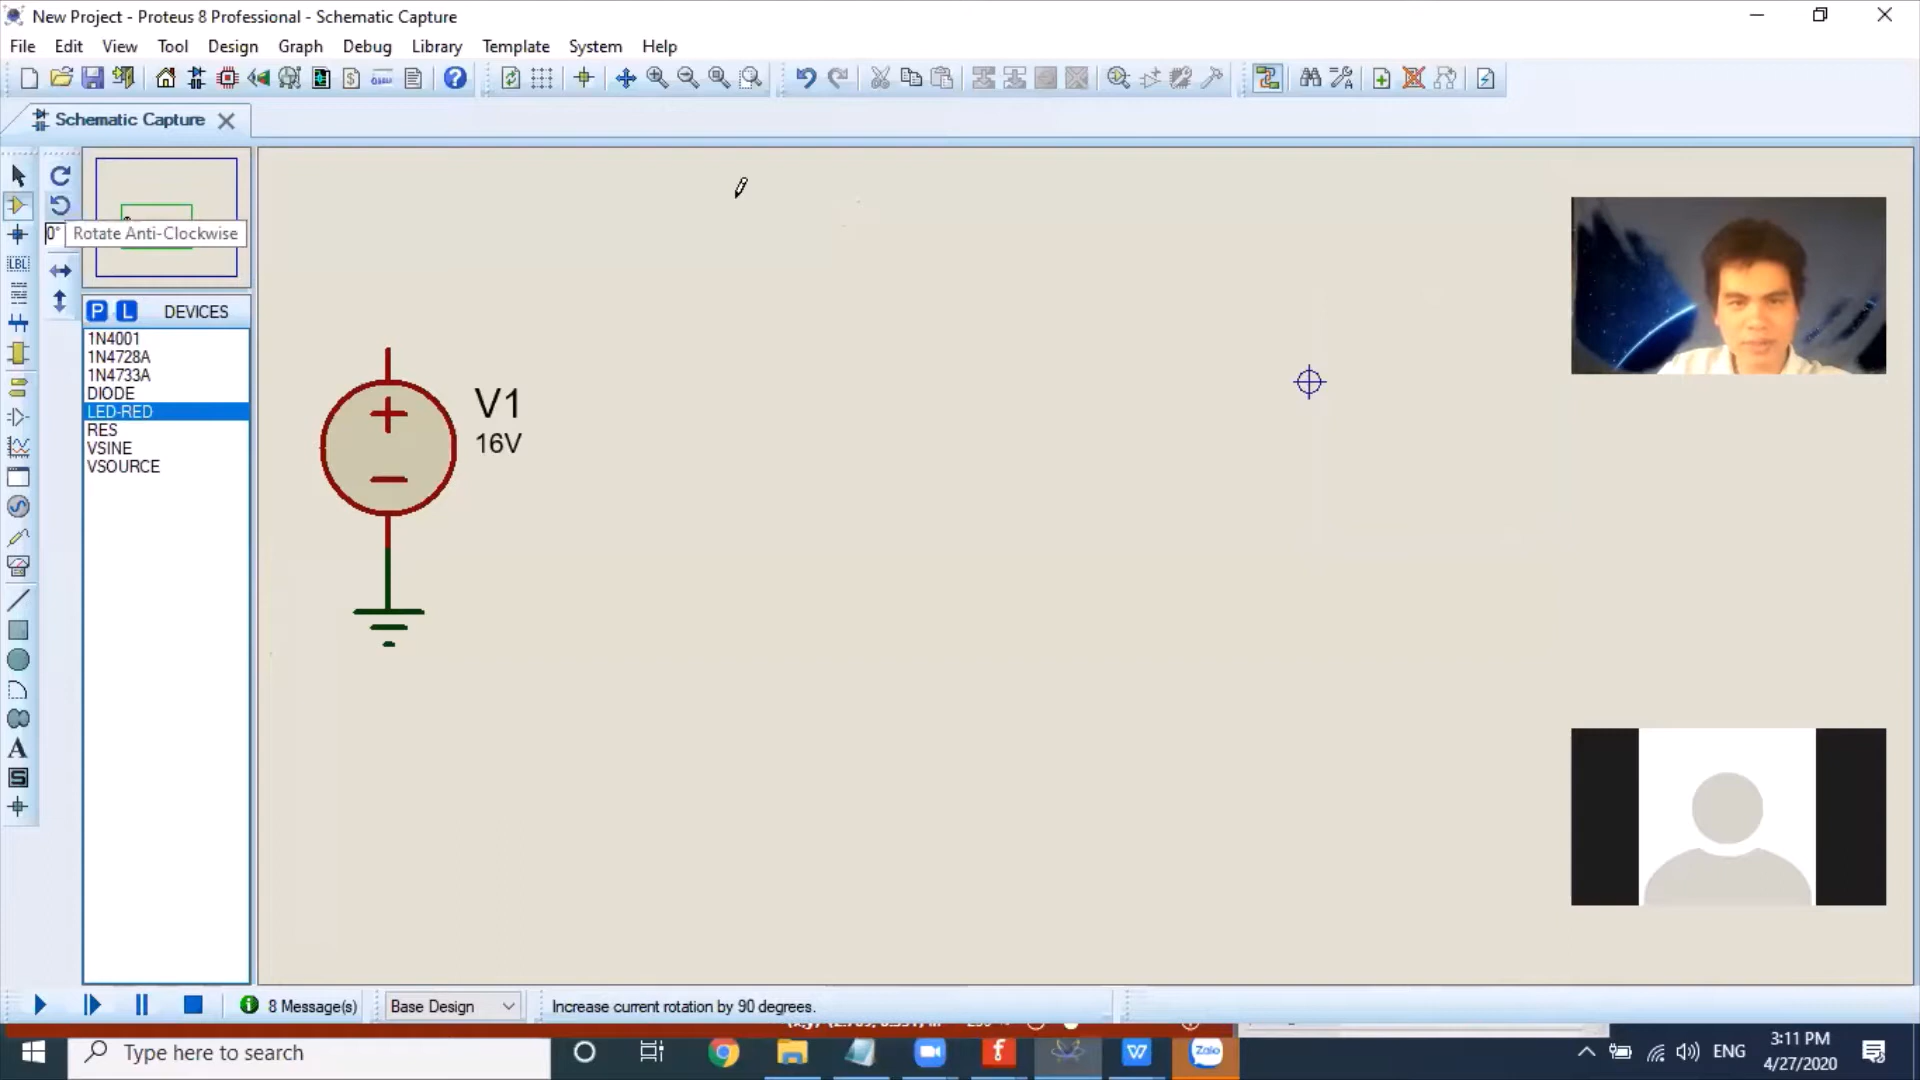 New Project - Proteus 8 Professional - Schematic Capture
File Edit View Tool Design Graph Debug Library Template System Help
Schematic Capture
0° Rotate Anti-Clockwise
LBL
P L DEVICES
1N4001
1N4728A
1N4733A
DIODE
LED-RED
RES
VSINE
VSOURCE
V1
16V
A
S
8 Message(s) Base Design Increase current rotation by 90 degrees.
Type here to search
Zalo
ENG
3:11 PM
4/27/2020